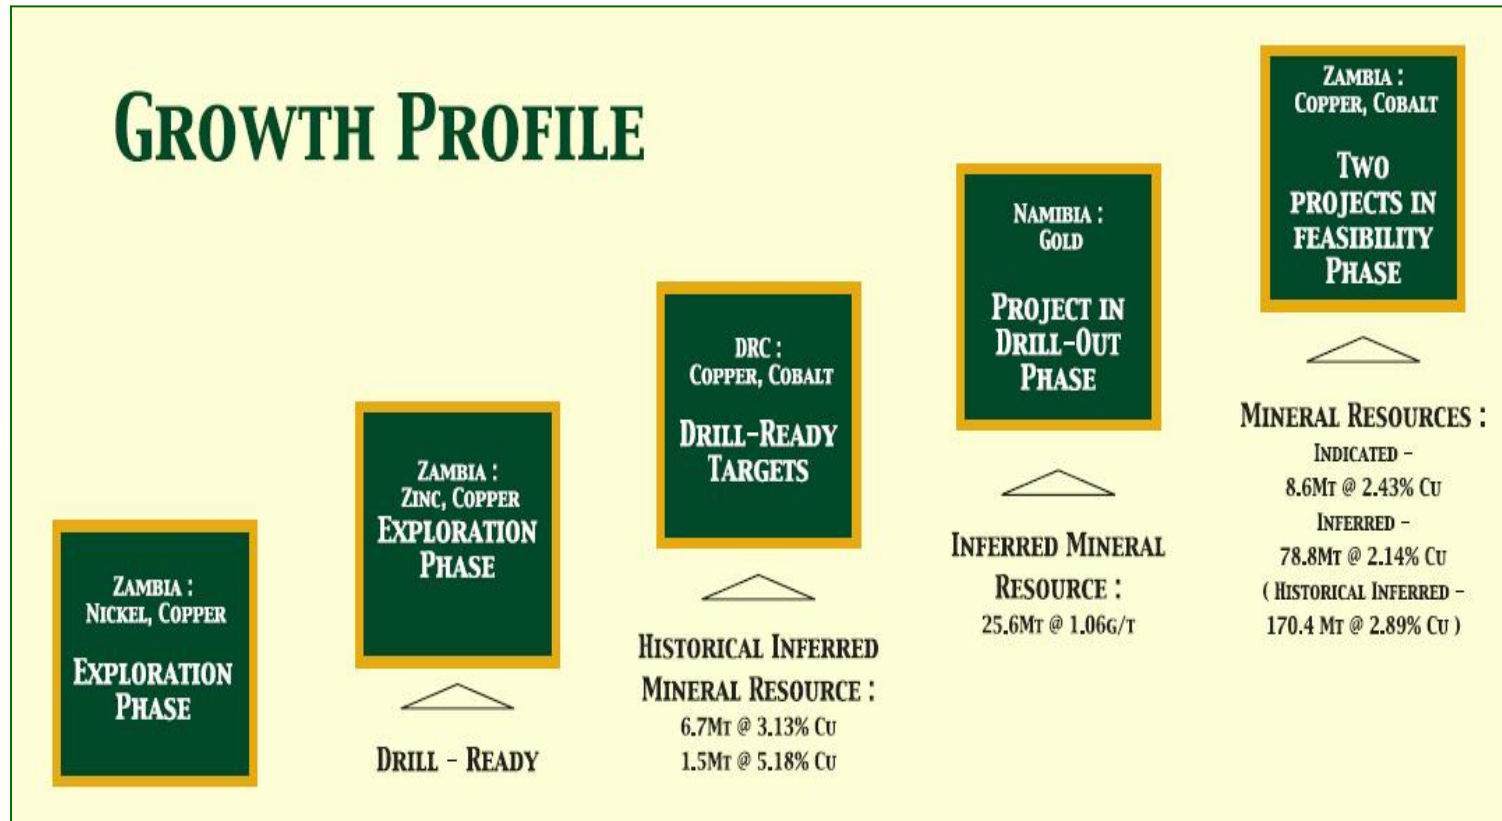 Growth Profile
Zambia :
Nickel, Copper
Exploration
Phase
Zambia :
Zinc, Copper
Exploration
Phase
Drill - Ready
DRC :
Copper, Cobalt
Drill-Ready
Targets
Historical Inferred
Mineral Resource :
6.7Mt @ 3.13% Cu
1.5Mt @ 5.18% Cu
Namibia :
Gold
Project in
Drill-Out
Phase
Inferred Mineral
Resource :
25.6Mt @ 1.06g/t
Zambia :
Copper, Cobalt
Two
projects in
feasibility
Phase
Mineral Resources :
Indicated -
8.6Mt @ 2.43% Cu
Inferred -
78.8Mt @ 2.14% Cu
( Historical Inferred -
170.4 Mt @ 2.89% Cu )